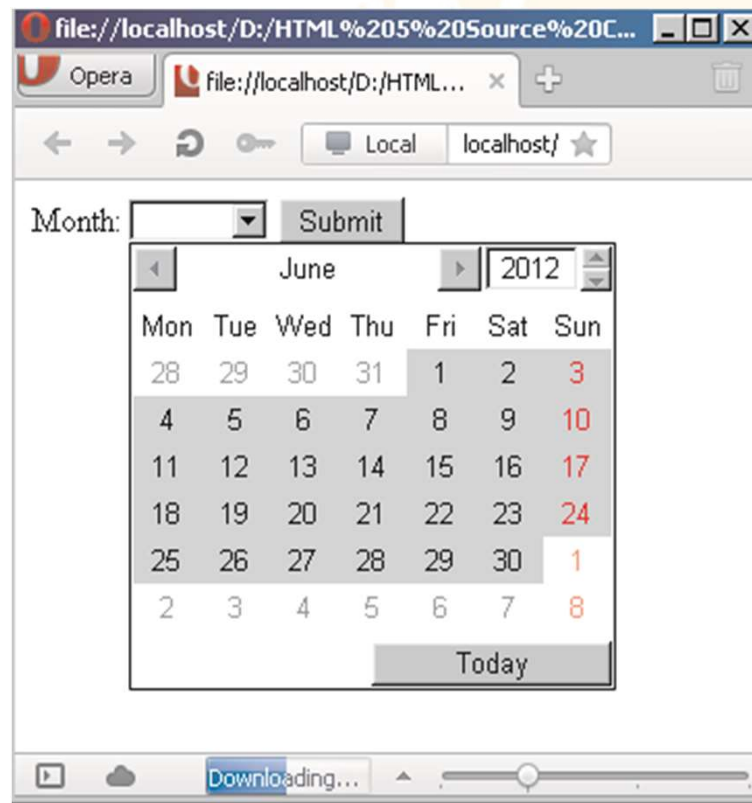 file://localhost/D:/HTML%205%20Source%20C...
Opera file://localhost/D:/HTML...
Local localhost/
Month: Submit
June 2012
Mon Tue Wed Thu Fri Sat Sun
28 29 30 31 1 2 3
4 5 6 7 8 9 10
11 12 13 14 15 16 17
18 19 20 21 22 23 24
25 26 27 28 29 30 1
2 3 4 5 6 7 8
Today
Downloading...